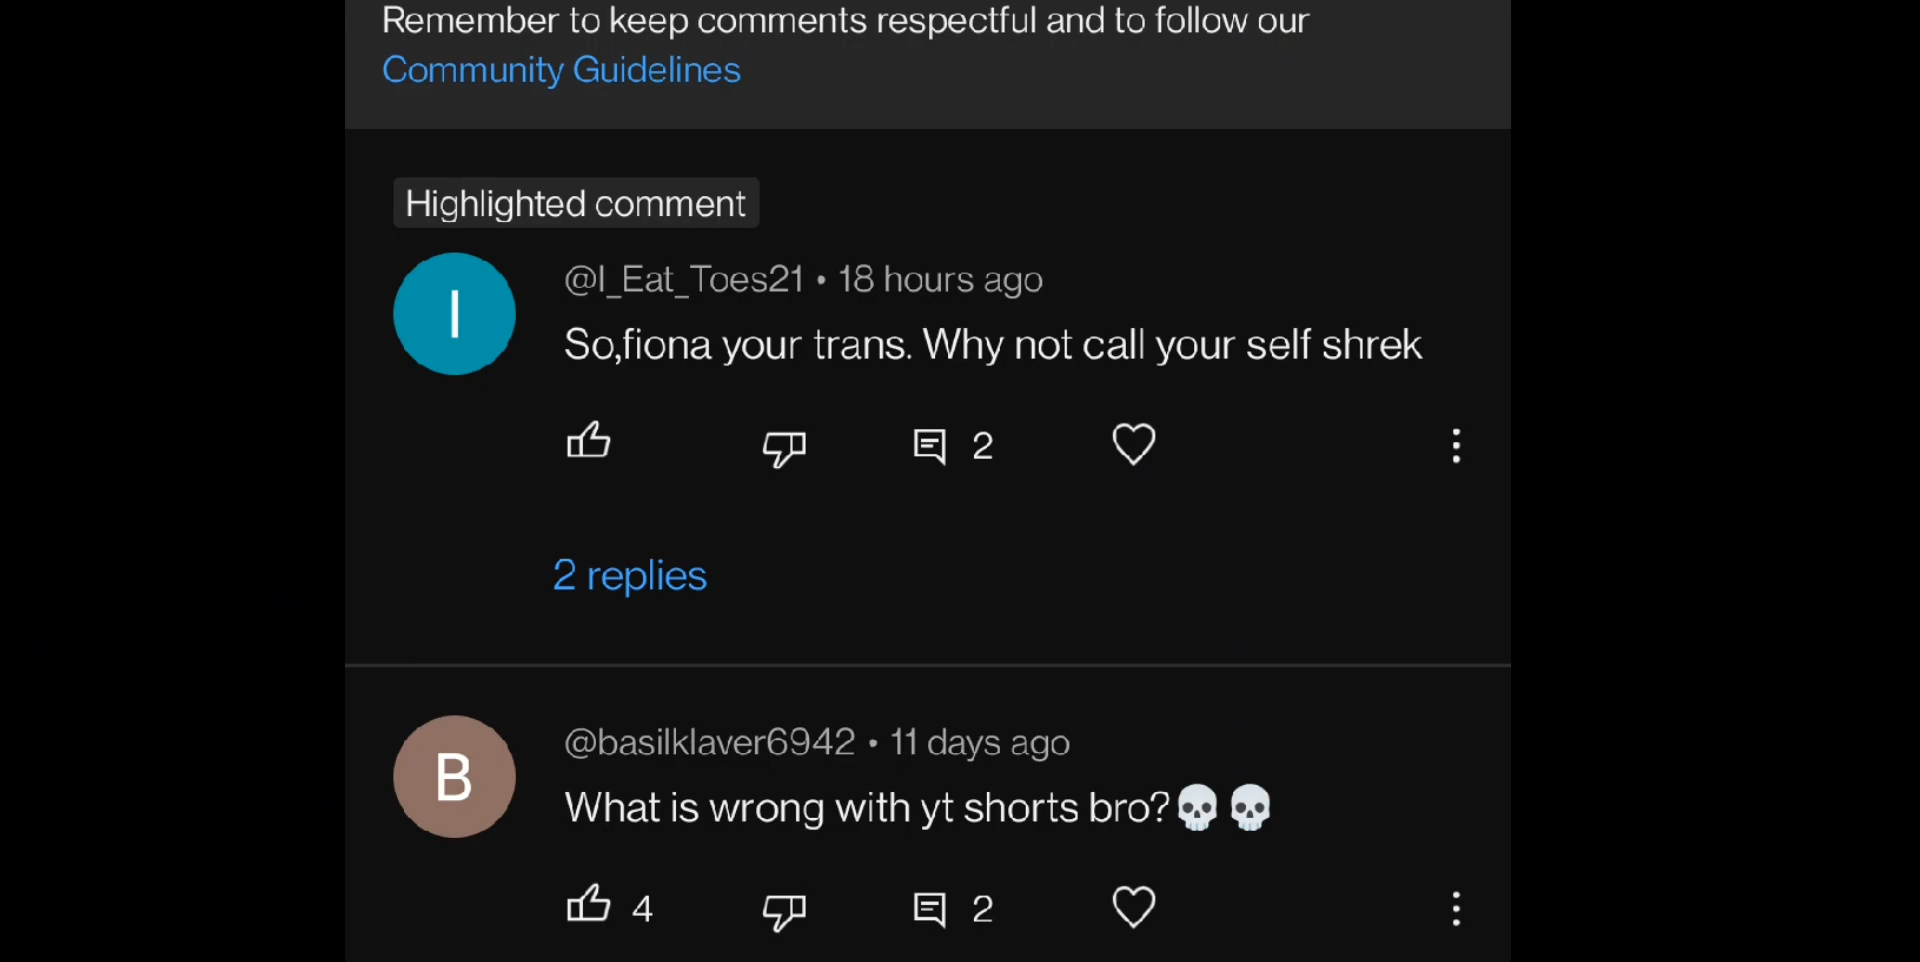 Remember to keep comments respectful and to follow our
Community Guidelines
Highlighted comment
I
@I_Eat_Toes21 • 18 hours ago
So,fiona your trans. Why not call your self shrek
2
2 replies
B
@basilklaver6942 • 11 days ago
What is wrong with yt shorts bro?💀💀
4 2